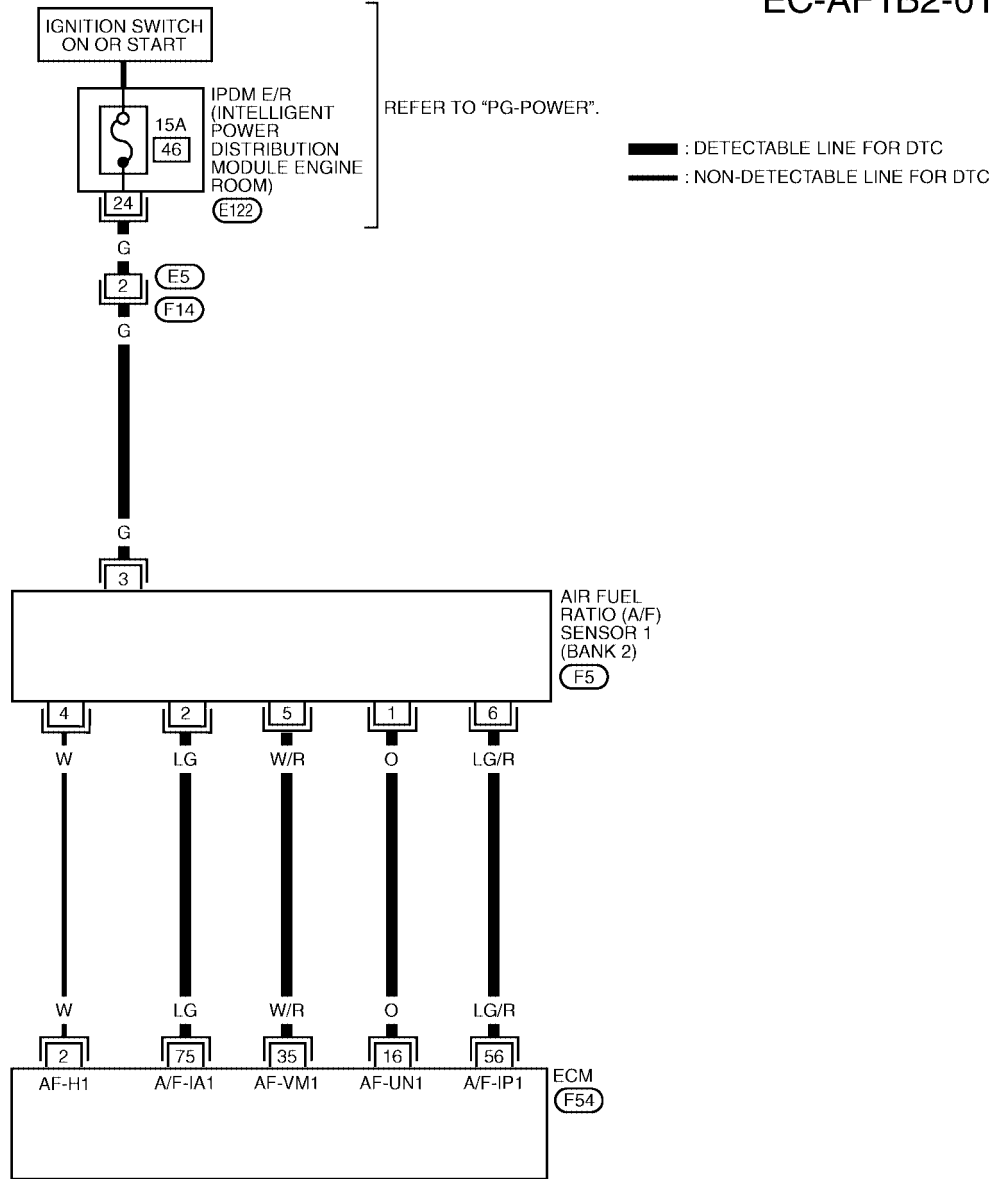 EC-AF1B2-01
IGNITION SWITCH
ON OR START
IPDM E/R
(INTELLIGENT
POWER
DISTRIBUTION
MODULE ENGINE
ROOM)
E122
15A
46
24
REFER TO “PG-POWER”.
: DETECTABLE LINE FOR DTC
: NON-DETECTABLE LINE FOR DTC
G
2
E5
F14
G
G
3
AIR FUEL
RATIO (A/F)
SENSOR 1
(BANK 2)
F5
4 2 5 1 6
W LG W/R O LG/R
W LG W/R O LG/R
2 75 35 16 56
AF-H1 A/F-IA1 AF-VM1 AF-UN1 A/F-IP1
ECM
F54